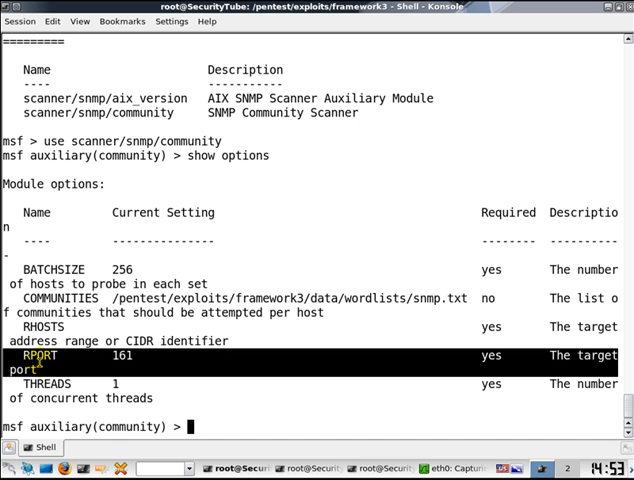 root@SecurityTube: /pentest/exploits/framework3 - Shell - Konsole
Session Edit View Bookmarks Settings Help
=========
Name Description
---- -----------
scanner/snmp/aix_version AIX SNMP Scanner Auxiliary Module
scanner/snmp/community SNMP Community Scanner
msf > use scanner/snmp/community
msf auxiliary(community) > show options
Module options:
Name Current Setting Required Descriptio
n
---- --------------- -------- ----------
-
BATCHSIZE 256 yes The number
of hosts to probe in each set
COMMUNITIES /pentest/exploits/framework3/data/wordlists/snmp.txt no The list o
f communities that should be attempted per host
RHOSTS yes The target
address range or CIDR identifier
RPORT 161 yes The target
port
THREADS 1 yes The number
of concurrent threads
msf auxiliary(community) >
Shell
root@Secur root@Securit root@Securit eth0: Capturi US 2 14:53